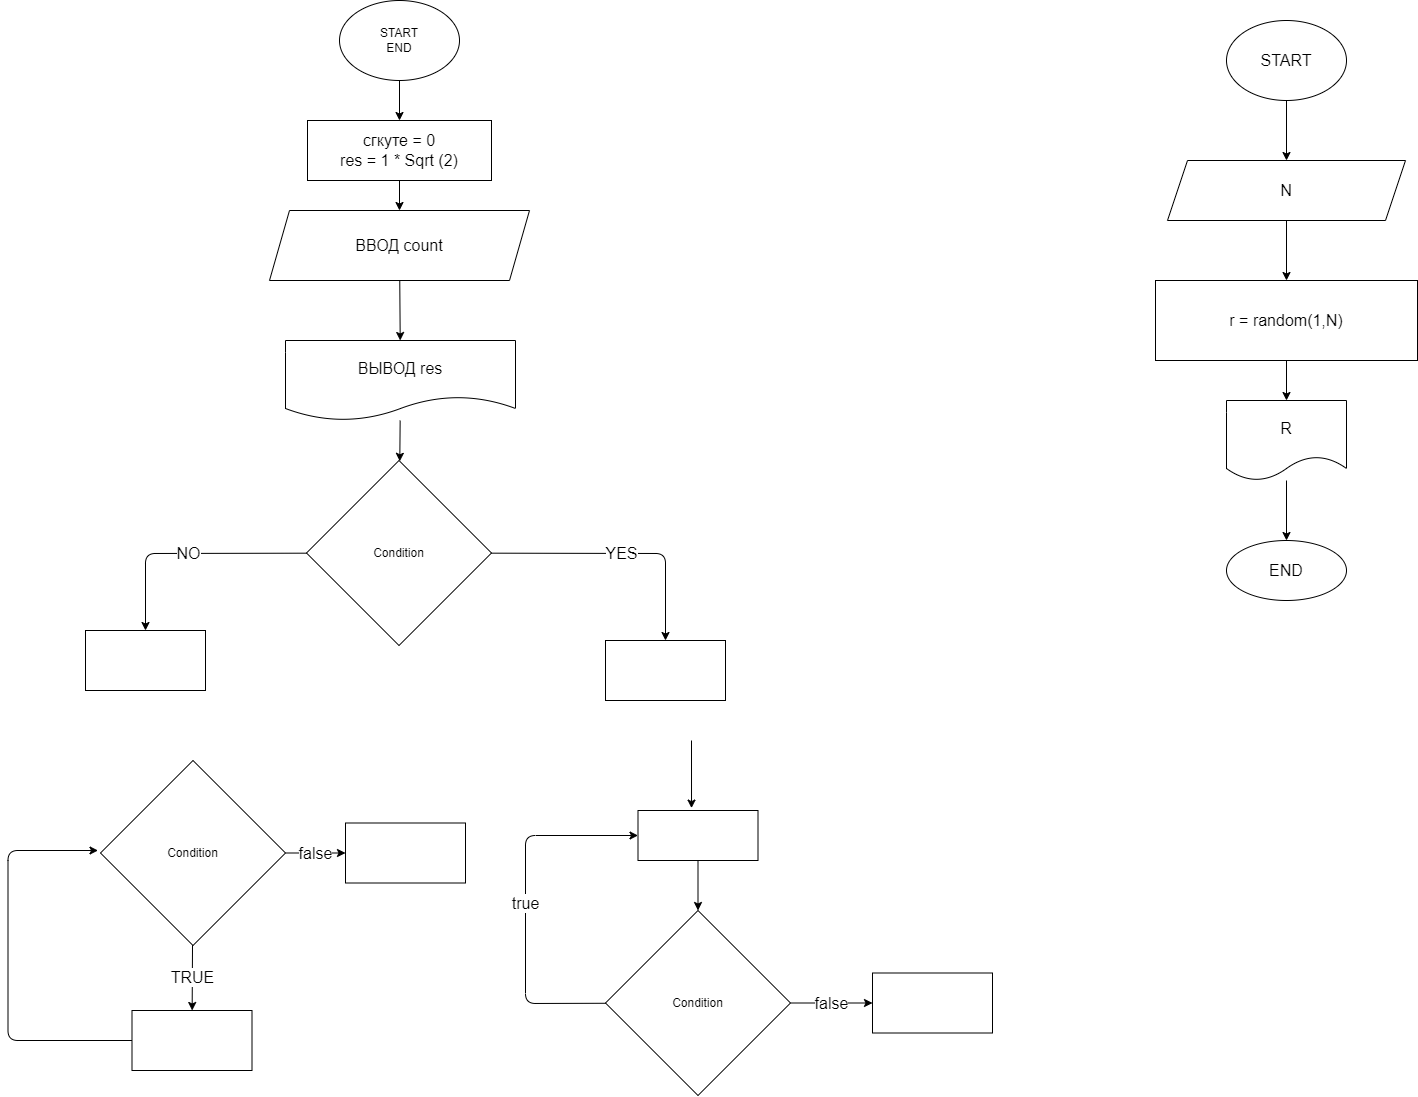 START
END
сгкуте = 0
res = 1 * Sqrt (2)
ВВОД count
ВЫВОД res
Condition
NO
YES
Condition
false
TRUE
true
Condition
false
START
N
r = random(1,N)
R
END